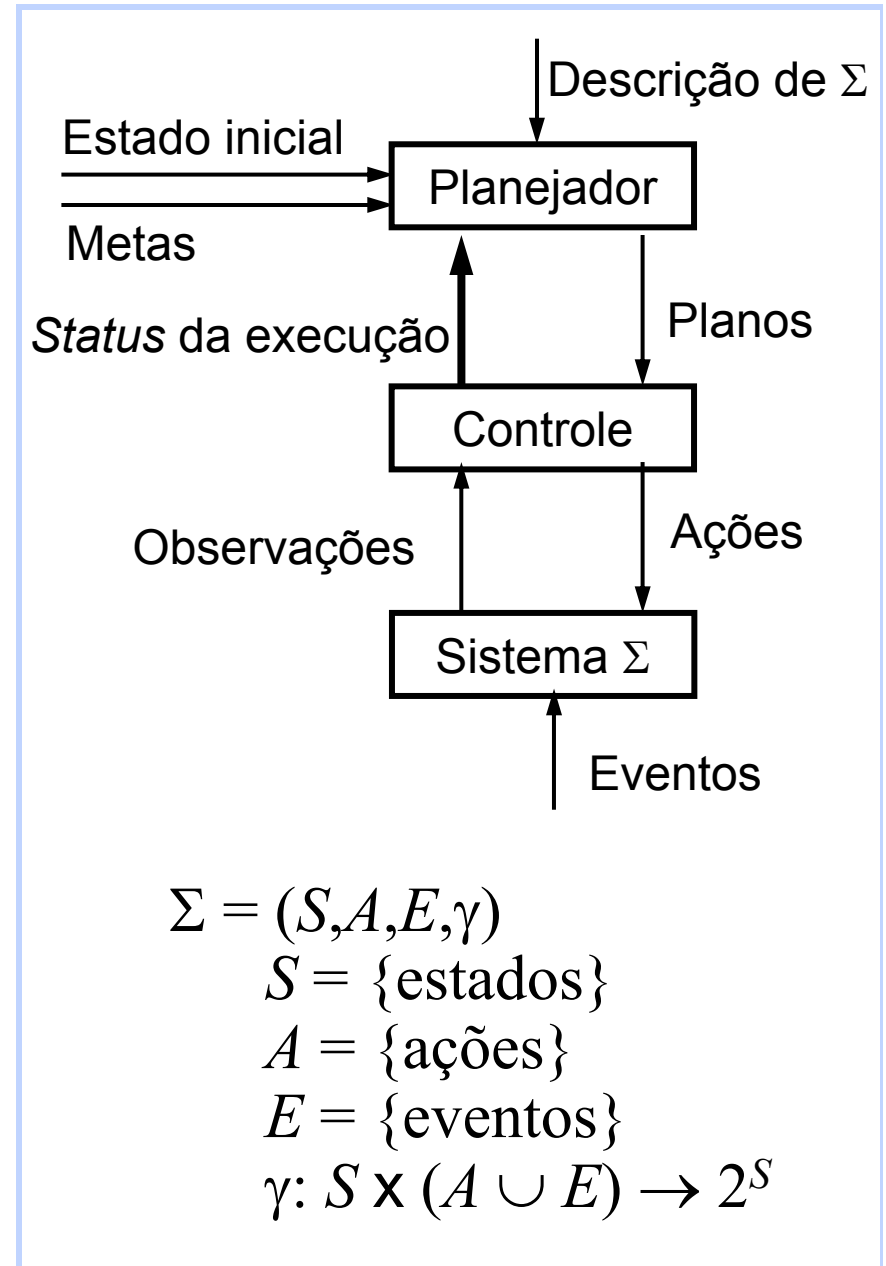 Descrição de Σ
Estado inicial
Planejador
Metas
Status da execução
Planos
Controle
Observações
Ações
Sistema Σ
Eventos
Σ = (S,A,E,γ)
S = {estados}
A = {ações}
E = {eventos}
γ: S x (A ∪ E) → 2^S